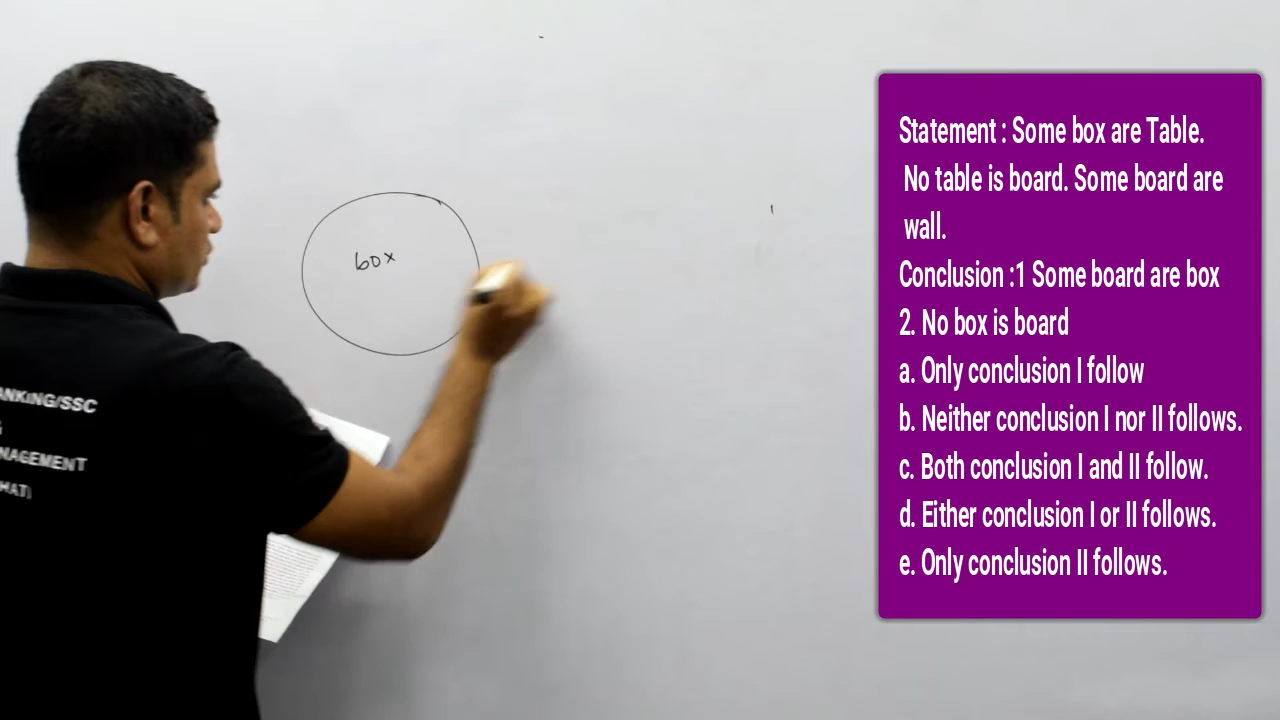 box
ANKING/SSC
&
NAGEMENT
HATI
Statement : Some box are Table.
No table is board. Some board are
wall.
Conclusion :1 Some board are box
2. No box is board
a. Only conclusion I follow
b. Neither conclusion I nor II follows.
c. Both conclusion I and II follow.
d. Either conclusion I or II follows.
e. Only conclusion II follows.